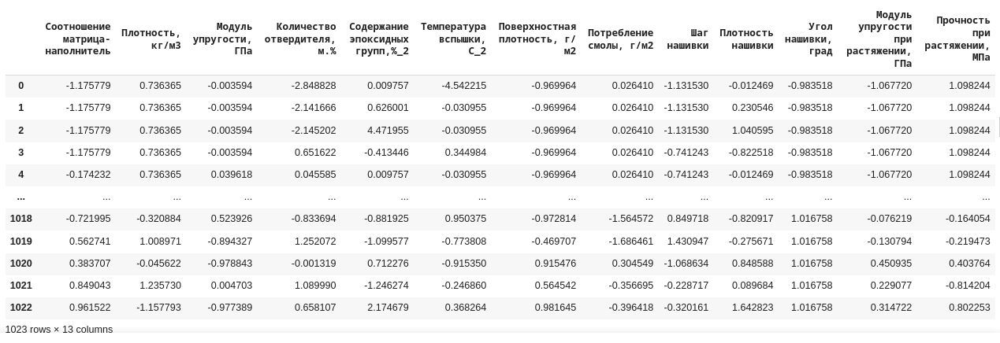 Соотношение матрица-наполнитель Плотность, кг/м3 Модуль упругости, ГПа Количество отвердителя, м.% Содержание эпоксидных групп,%_2 Температура вспышки, С_2 Поверхностная плотность, г/м2 Потребление смолы, г/м2 Шаг нашивки Плотность нашивки Угол нашивки, град Модуль упругости при растяжении, ГПа Прочность при растяжении, МПа
0 -1.175779 0.736365 -0.003594 -2.848828 0.009757 -4.542215 -0.969964 0.026410 -1.131530 -0.012469 -0.983518 -1.067720 1.098244
1 -1.175779 0.736365 -0.003594 -2.141666 0.626001 -0.030955 -0.969964 0.026410 -1.131530 0.230546 -0.983518 -1.067720 1.098244
2 -1.175779 0.736365 -0.003594 -2.145202 4.471955 -0.030955 -0.969964 0.026410 -1.131530 1.040595 -0.983518 -1.067720 1.098244
3 -1.175779 0.736365 -0.003594 0.651622 -0.413446 0.344984 -0.969964 0.026410 -0.741243 -0.822518 -0.983518 -1.067720 1.098244
4 -0.174232 0.736365 0.039618 0.045585 0.009757 -0.030955 -0.969964 0.026410 -0.741243 -0.012469 -0.983518 -1.067720 1.098244
... ... ... ... ... ... ... ... ... ... ... ... ... ...
1018 -0.721995 -0.320884 0.523926 -0.833694 -0.881925 0.950375 -0.972814 -1.564572 0.849718 -0.820917 1.016758 -0.076219 -0.164054
1019 0.562741 1.008971 -0.894327 1.252072 -1.099577 -0.773808 -0.469707 -1.686461 1.430947 -0.275671 1.016758 -0.130794 -0.219473
1020 0.383707 -0.045622 -0.978843 -0.001319 0.712276 -0.915350 0.915476 0.304549 -1.068634 0.848588 1.016758 0.450935 0.403764
1021 0.849043 1.235730 0.004703 1.089990 -1.246274 -0.246860 0.564542 -0.356695 -0.228717 0.089684 1.016758 0.229077 -0.814204
1022 0.961522 -1.157793 -0.977389 0.658107 2.174679 0.368264 0.981645 -0.396418 -0.320161 1.642823 1.016758 0.314722 0.802253
1023 rows × 13 columns